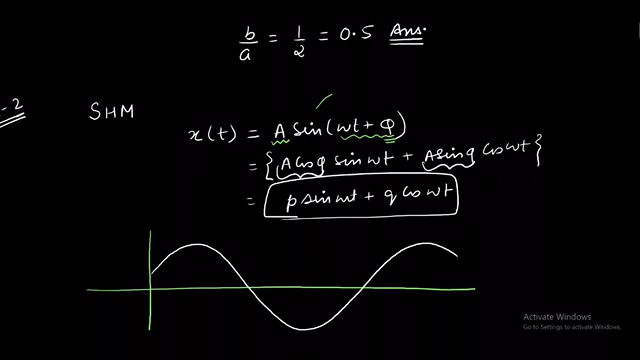 b/a = 1/2 = 0.5 Ans.
-2
SHM
x(t) = A sin(ωt + φ)
= {A cos φ sin ωt + A sin φ cos ωt}
= p sin ωt + q cos ωt
Activate Windows
Go to Settings to activate Windows.